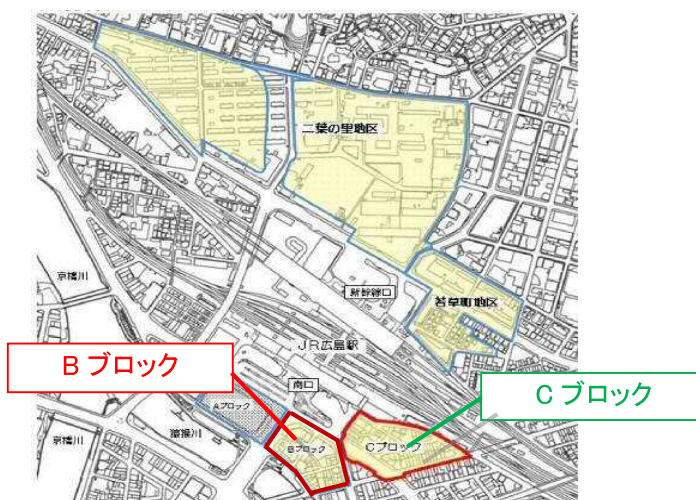 二葉の里地区
京橋川
新幹線口
若草町地区
JR広島駅
B ブロック
南口
C ブロック
Aブロック
猿猴川
京橋川
Bブロック
Cブロック